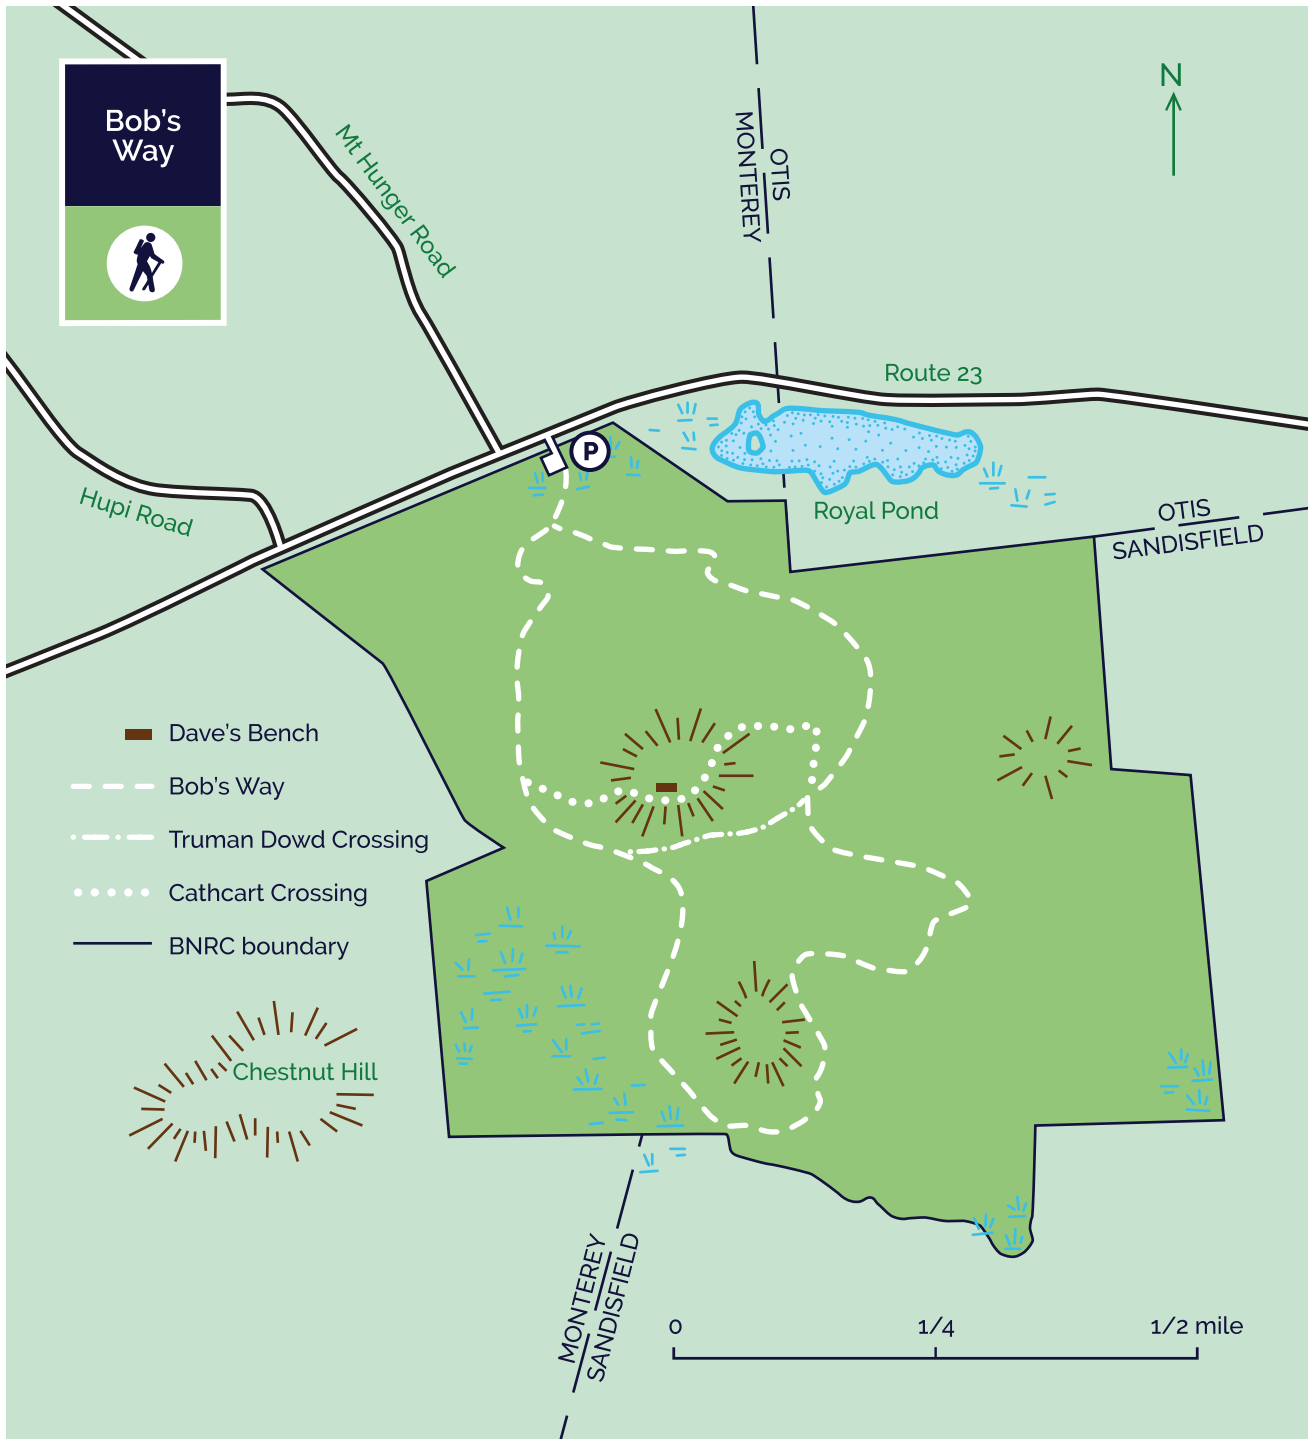 Bob's
Way
N
Mt Hunger Road
MONTEREY
OTIS
Route 23
P
Hupi Road
Royal Pond
OTIS
SANDISFIELD
Dave's Bench
Bob's Way
Truman Dowd Crossing
Cathcart Crossing
BNRC boundary
Chestnut Hill
MONTEREY
SANDISFIELD
0 1/4 1/2 mile